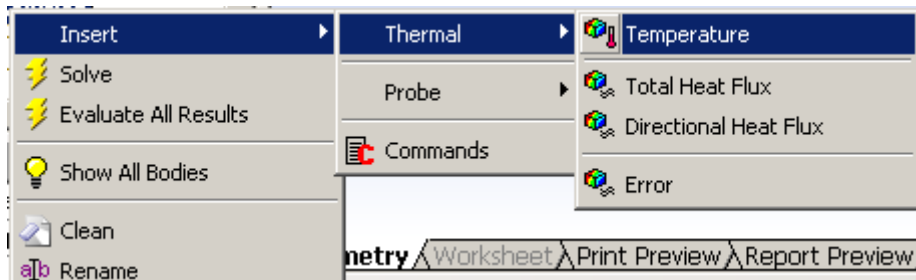 Insert
Solve
Evaluate All Results
Show All Bodies
Clean
Rename
Thermal
Probe
Commands
Temperature
Total Heat Flux
Directional Heat Flux
Error
Worksheet Print Preview Report Preview